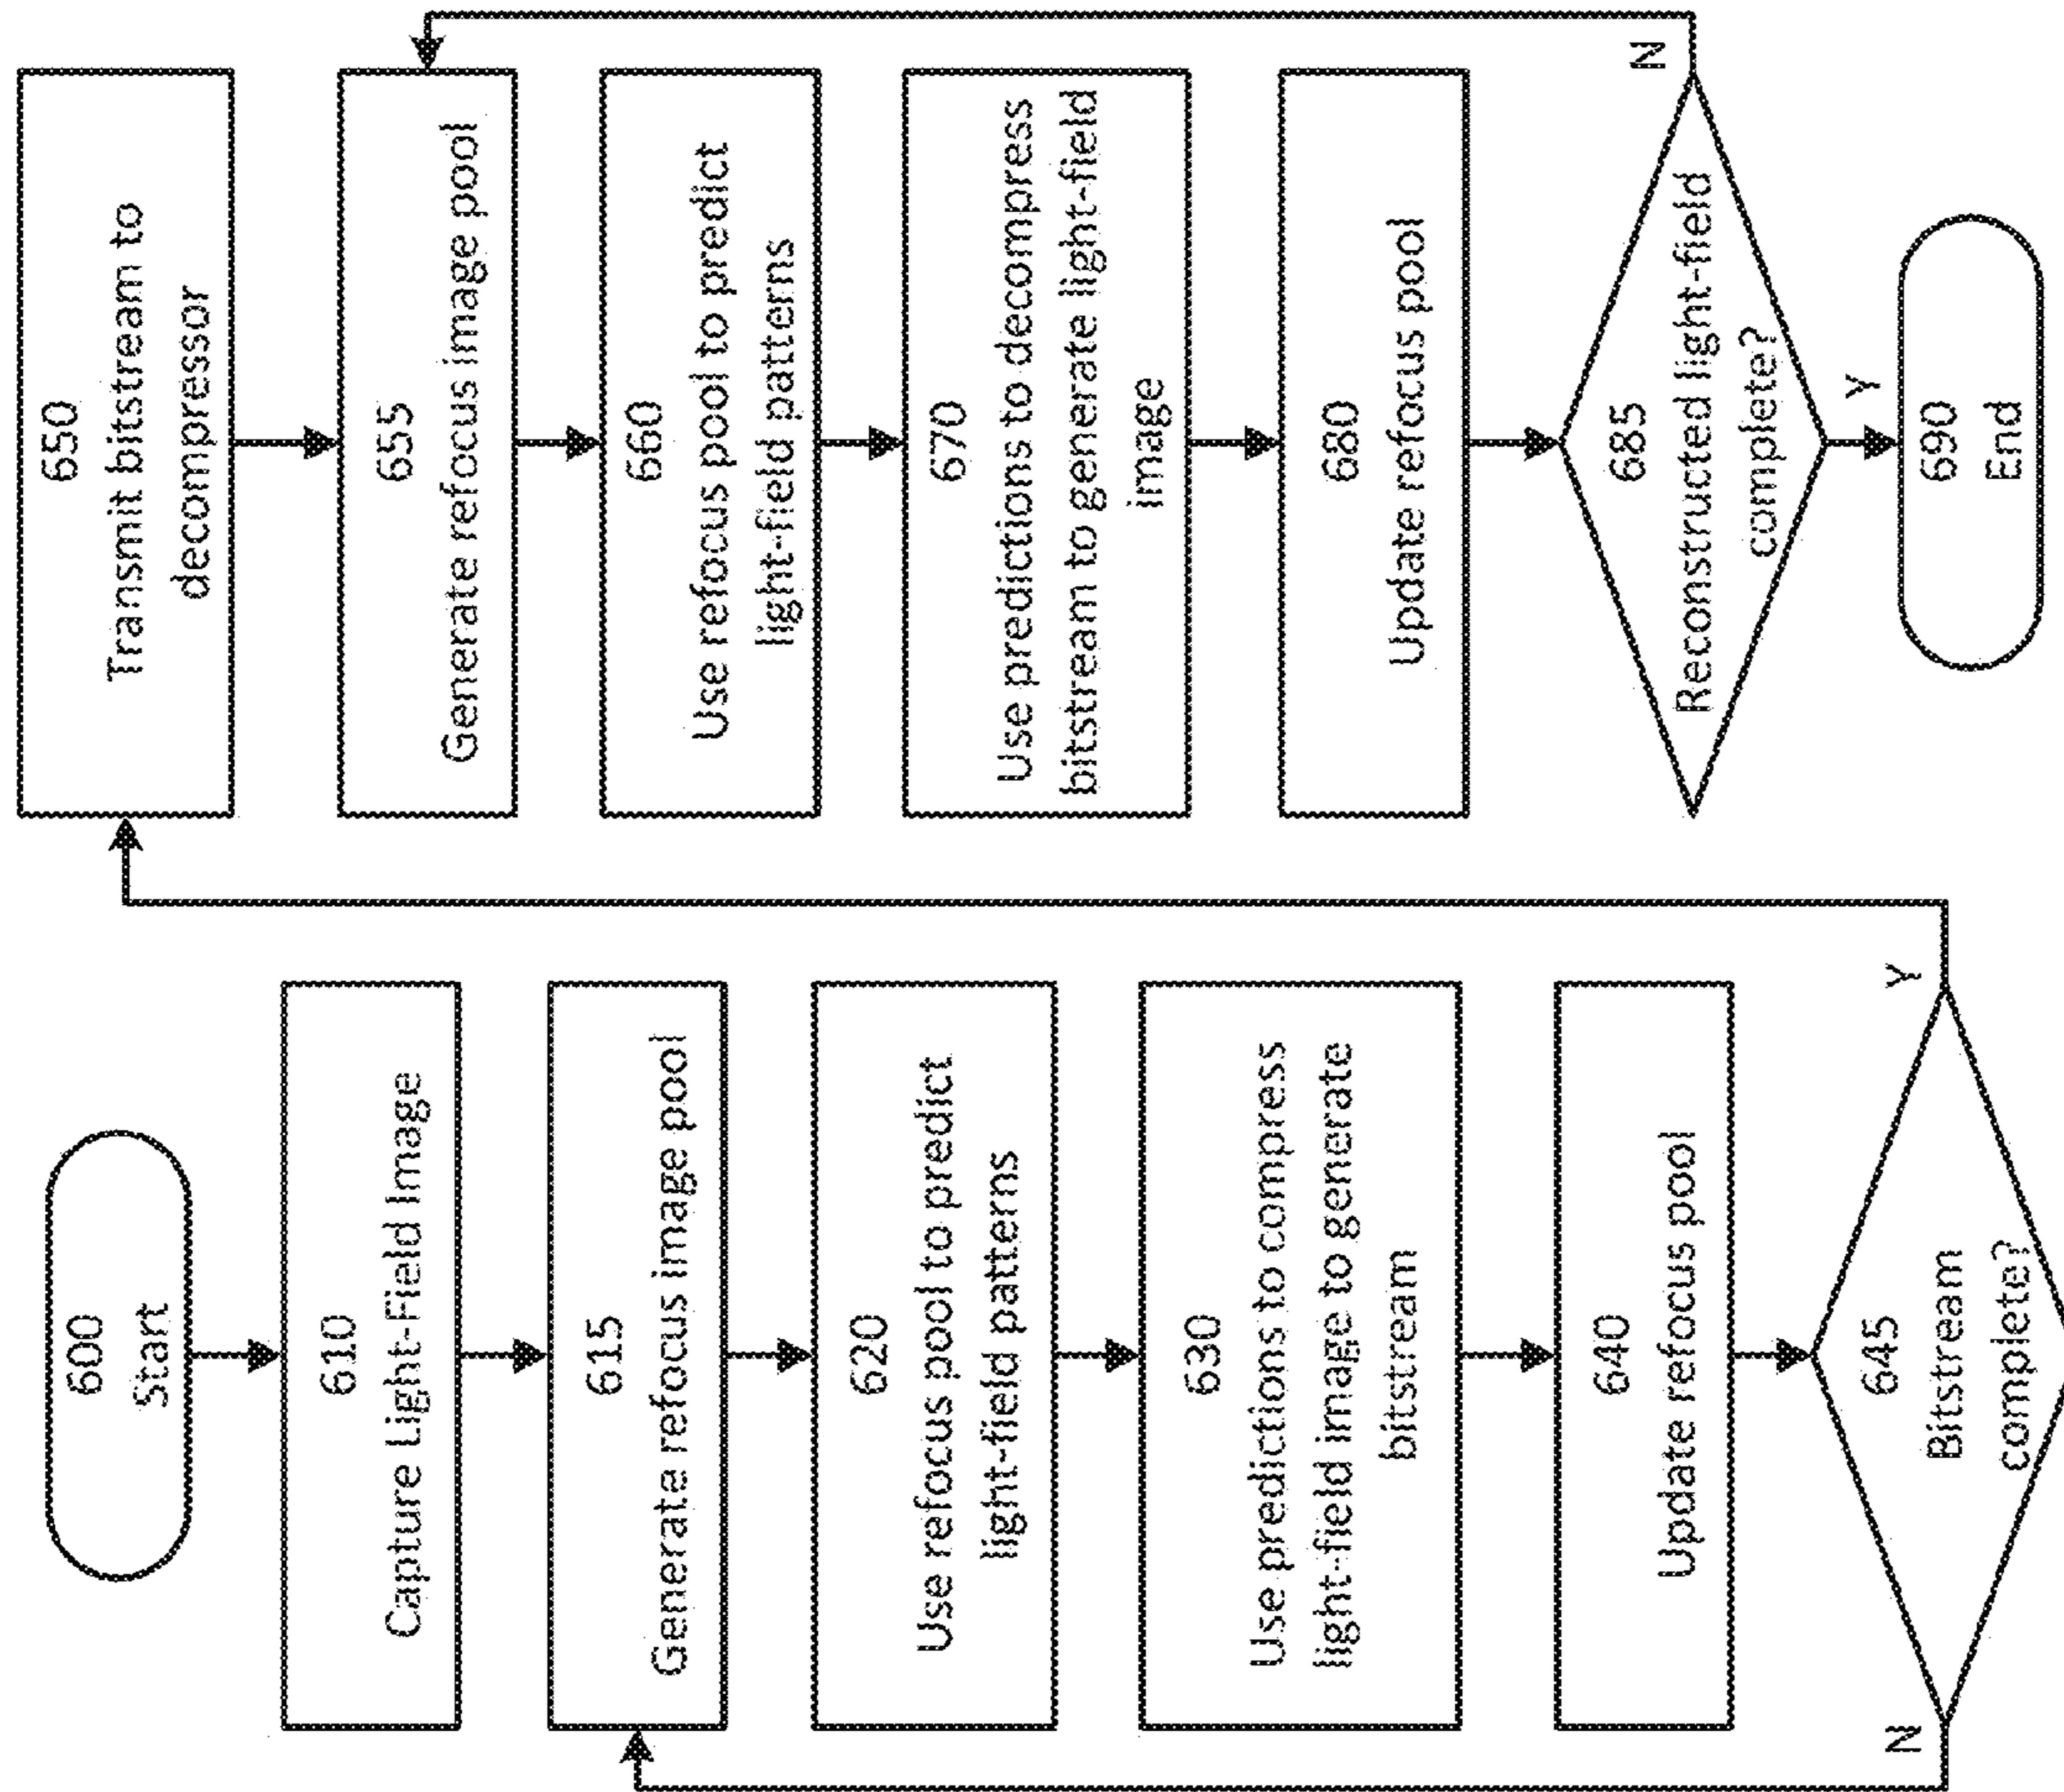 600
Start
610
Capture Light-Field Image
615
Generate refocus image pool
620
Use refocus pool to predict
light-field patterns
630
Use predictions to compress
light-field image to generate
bitstream
640
Update refocus pool
645
Bitstream
complete?
N
Y
650
Transmit bitstream to
decompressor
655
Generate refocus image pool
660
Use refocus pool to predict
light-field patterns
670
Use predictions to decompress
bitstream to generate light-field
image
680
Update refocus pool
685
Reconstructed light-field
complete?
N
Y
690
End